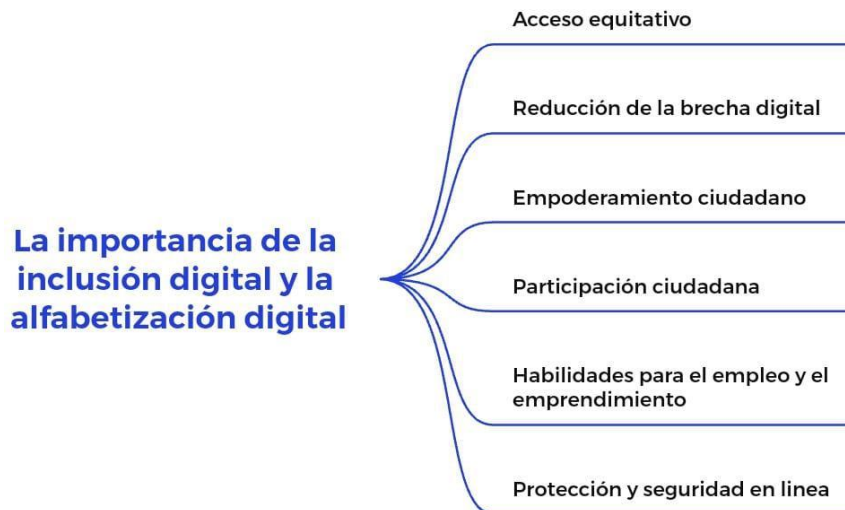 La importancia de la
inclusión digital y la
alfabetización digital
Acceso equitativo
Reducción de la brecha digital
Empoderamiento ciudadano
Participación ciudadana
Habilidades para el empleo y el
emprendimiento
Protección y seguridad en linea